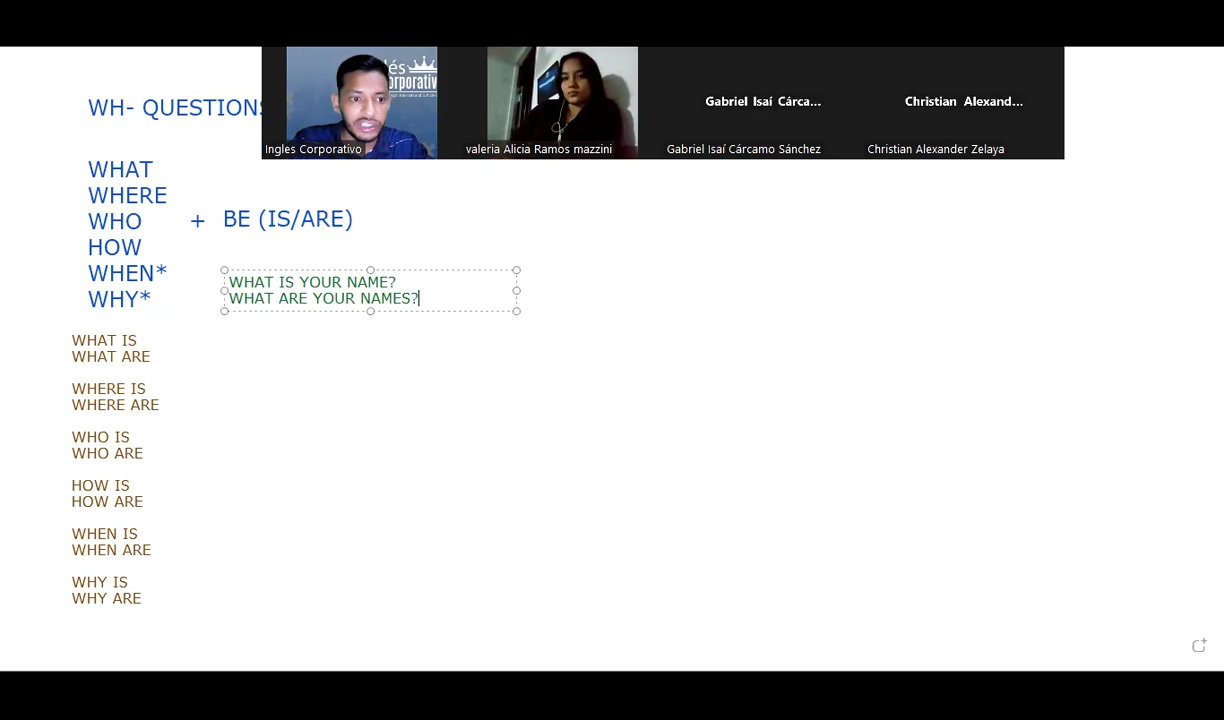 WH- QUESTIONS
és
orporativ
Ingles Corporativo
valeria Alicia Ramos mazzini
Gabriel Isaí Cárca...
Gabriel Isaí Cárcamo Sánchez
Christian Alexand...
Christian Alexander Zelaya
WHAT
WHERE
WHO
HOW
WHEN*
WHY*
+ BE (IS/ARE)
WHAT IS YOUR NAME?
WHAT ARE YOUR NAMES?
WHAT IS
WHAT ARE
WHERE IS
WHERE ARE
WHO IS
WHO ARE
HOW IS
HOW ARE
WHEN IS
WHEN ARE
WHY IS
WHY ARE